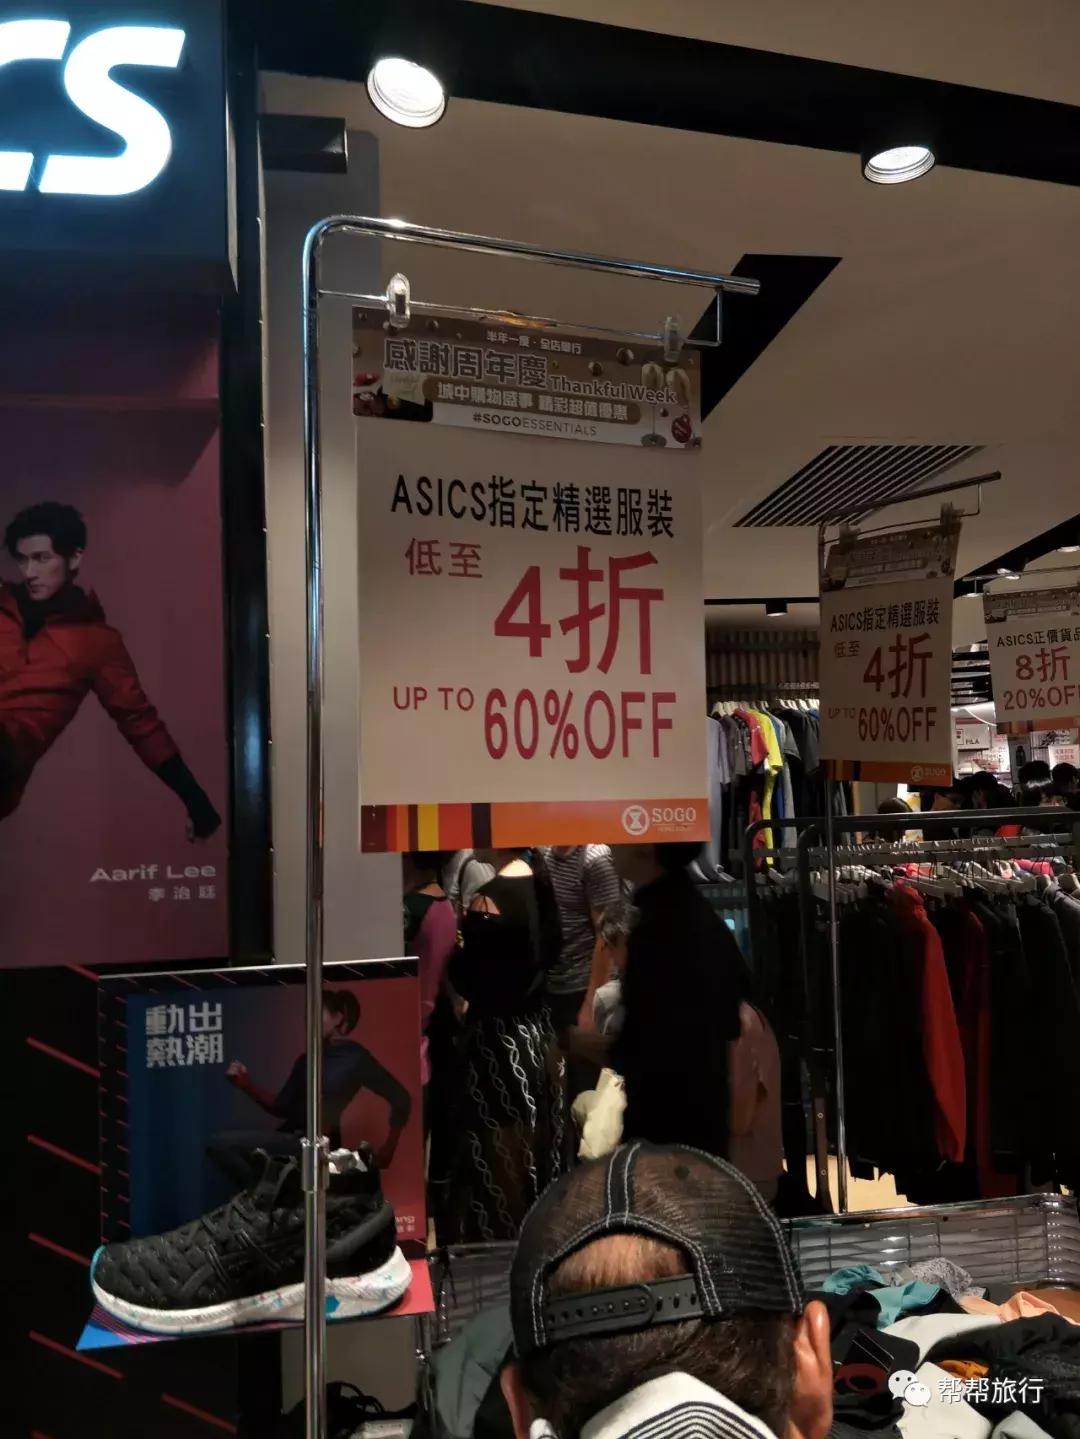 CS
半年一度·全店舉行
感謝周年慶 Thankful Week
城中購物盛事 精彩超值優惠
#SOGOESSENTIALS
ASICS指定精選服裝
低至
4折
UP TO 60%OFF
SOGO
ASICS指定精選服裝
低至
4折
UP TO 60%OFF
SOGO
ASICS正價貨品
8折
20%OFF
FILA
Aarif Lee
李治廷
動出
熱潮
帮帮旅行